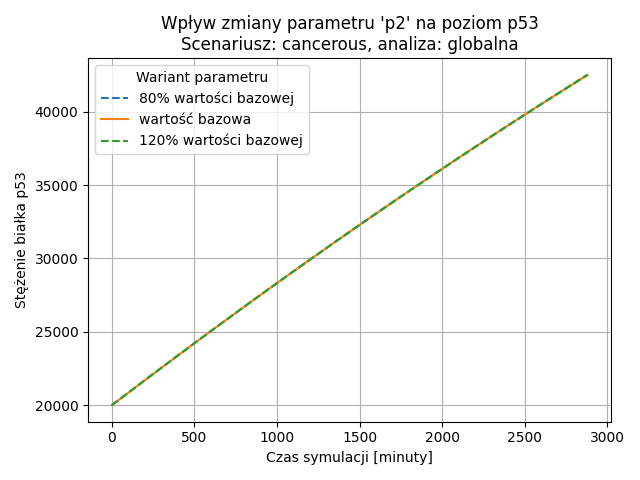 Wpływ zmiany parametru 'p2' na poziom p53
Scenariusz: cancerous, analiza: globalna
Wariant parametru
80% wartości bazowej
wartość bazowa
120% wartości bazowej
Stężenie białka p53
40000
35000
30000
25000
20000
0 500 1000 1500 2000 2500 3000
Czas symulacji [minuty]